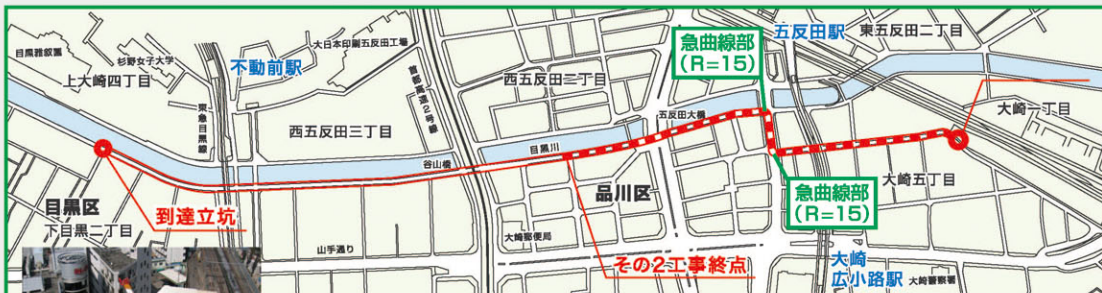 目黒雅叙園
杉野女子大学
上大崎四丁目
不動前駅
大日本印刷五反田工場
東急目黒線
首都高速2号線
西五反田三丁目
西五反田二丁目
急曲線部
(R=15)
五反田駅
東五反田二丁目
五反田大橋
大崎一丁目
目黒川
谷山橋
品川区
大崎五丁目
急曲線部
(R=15)
目黒区
下目黒二丁目
到達立坑
山手通り
大崎郵便局
その2工事終点
大崎
広小路駅
大崎警察署